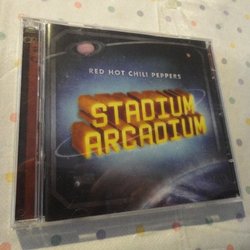 RED HOT CHILI PEPPERS
STADIUM
ARCADIUM